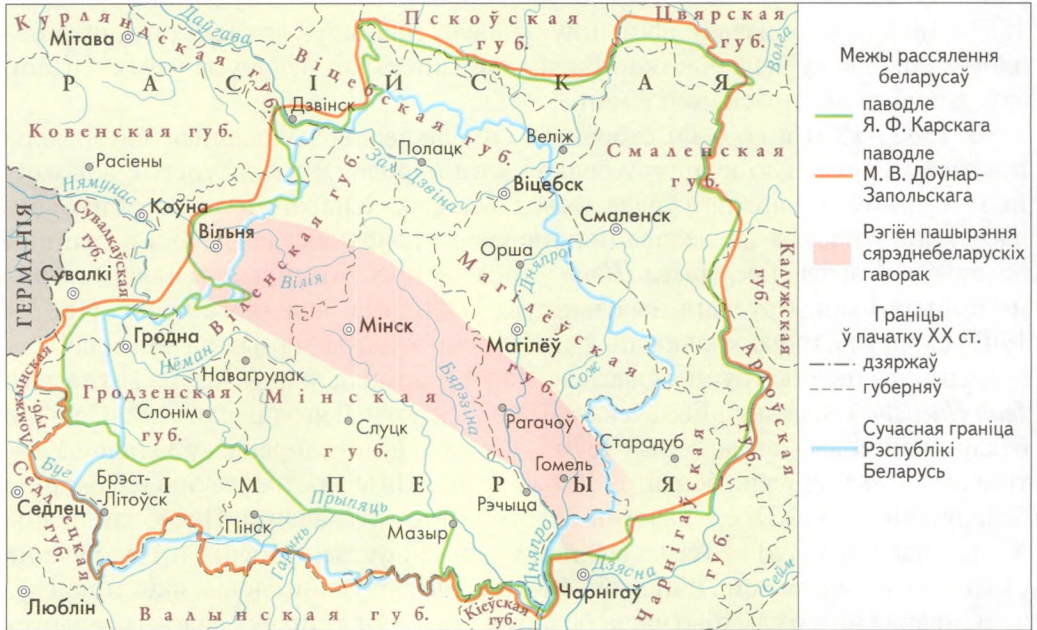 Курляндская губ.
Мітава
Даўгава
Пскоўская
губ.
Цвярская
губ.
Волга
Віцебская
губ.
РАСІЙСКАЯ
Дзвінск
Ковенская губ.
Расіены
Нямунас
Полацк
Зах. Дзвіна
Веліж
Віцебск
Смаленская
губ.
Смаленск
ГЕРМАНІЯ
Сувалкаўская
губ.
Коўна
Вільня
Сувалкі
Віленская
губ.
Вілія
Орша
Дняпро
Магілёўская
губ.
Калужская
губ.
Гродна
Нёман
Мінск
Магілёў
Навагрудак
Бярэзіна
Сож
Арлоўская
губ.
Ломжынская
губ.
Гродзенская
губ.
Слонім
Мінская
губ.
Слуцк
Рагачоў
Старадуб
Гомель
Рэчыца
Буг
Седлец
Седлецкая
губ.
Брэст-
Літоўск
ІМПЕРЫЯ
Пінск
Прыпяць
Мазыр
Гарынь
Дняпро
Дзясна
Сейм
Чарнігаў
Чарнігаўская
губ.
Люблін
Валынская губ.
Кіеўская
губ.
Межы рассялення
беларусаў
паводле
Я. Ф. Карскага
паводле
М. В. Доўнар-
Запольскага
Рэгіён пашырэння
сярэднебеларускіх
гаворак
Граніцы
ў пачатку XX ст.
дзяржаў
губерняў
Сучасная граніца
Рэспублікі
Беларусь